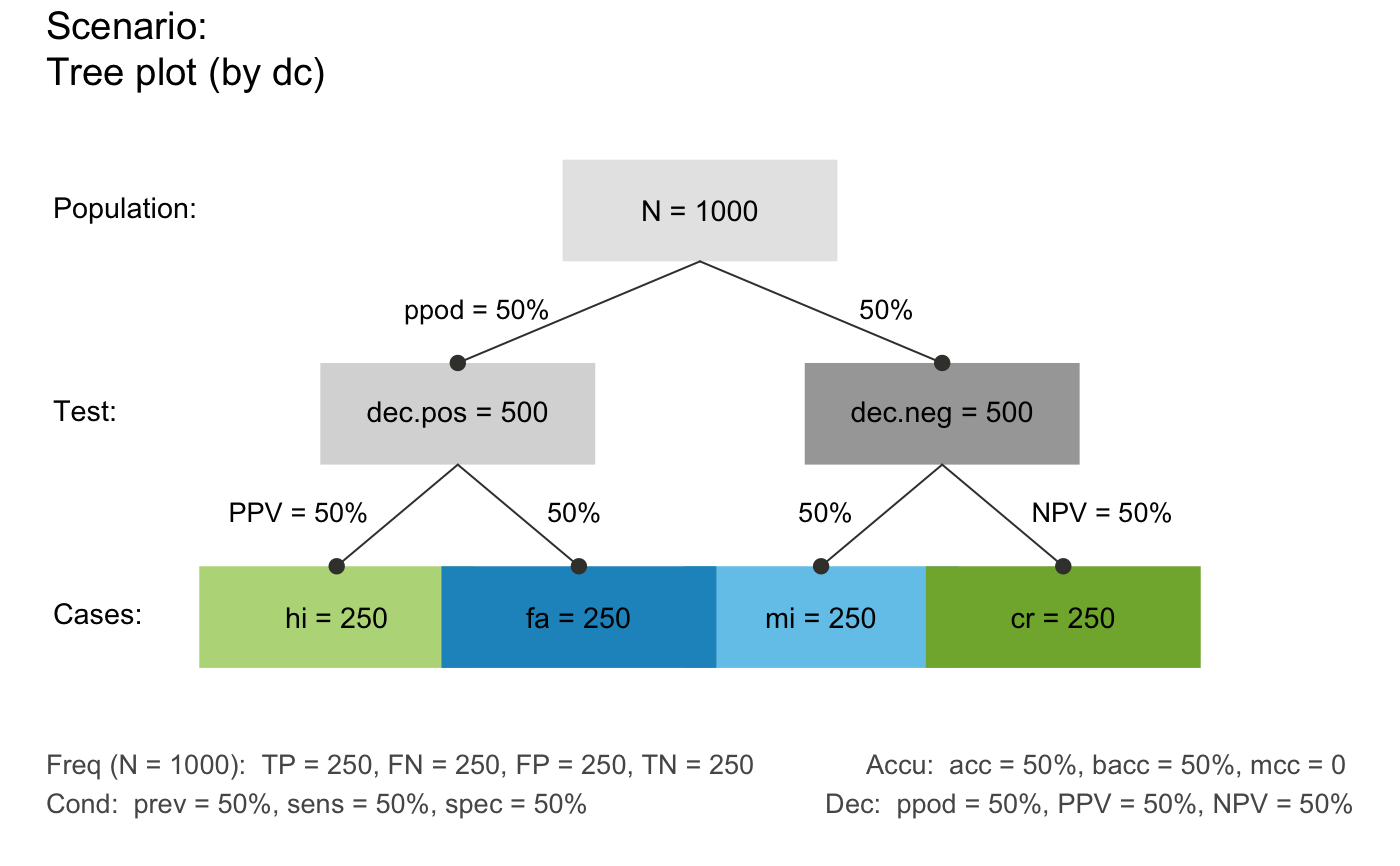 Scenario:
Tree plot (by dc)
Population:
N = 1000
ppod = 50%
50%
Test:
dec.pos = 500
dec.neg = 500
PPV = 50%
50%
50%
NPV = 50%
Cases:
hi = 250
fa = 250
mi = 250
cr = 250
Freq (N = 1000):  TP = 250, FN = 250, FP = 250, TN = 250
Accu:  acc = 50%, bacc = 50%, mcc = 0
Cond:  prev = 50%, sens = 50%, spec = 50%
Dec:  ppod = 50%, PPV = 50%, NPV = 50%